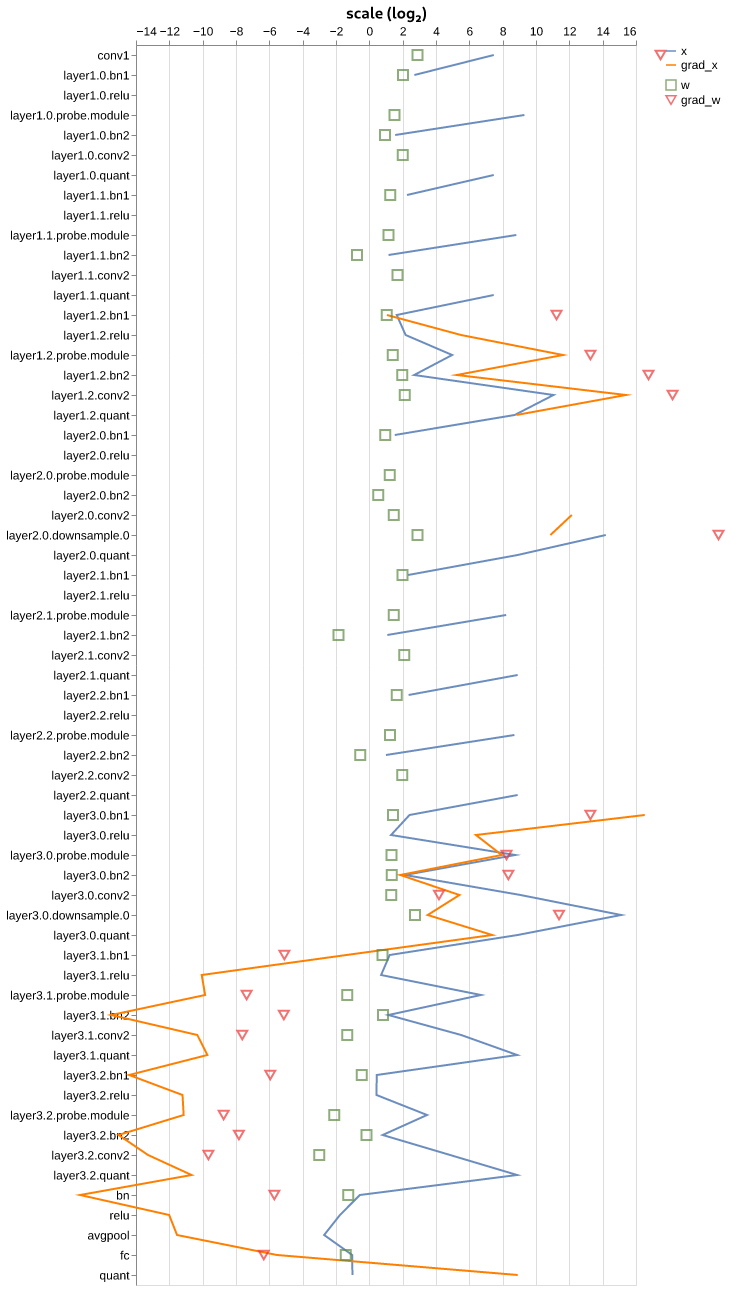 scale (log₂)
−14 −12 −10 −8 −6 −4 −2 0 2 4 6 8 10 12 14 16
x
grad_x
w
grad_w
conv1
layer1.0.bn1
layer1.0.relu
layer1.0.probe.module
layer1.0.bn2
layer1.0.conv2
layer1.0.quant
layer1.1.bn1
layer1.1.relu
layer1.1.probe.module
layer1.1.bn2
layer1.1.conv2
layer1.1.quant
layer1.2.bn1
layer1.2.relu
layer1.2.probe.module
layer1.2.bn2
layer1.2.conv2
layer1.2.quant
layer2.0.bn1
layer2.0.relu
layer2.0.probe.module
layer2.0.bn2
layer2.0.conv2
layer2.0.downsample.0
layer2.0.quant
layer2.1.bn1
layer2.1.relu
layer2.1.probe.module
layer2.1.bn2
layer2.1.conv2
layer2.1.quant
layer2.2.bn1
layer2.2.relu
layer2.2.probe.module
layer2.2.bn2
layer2.2.conv2
layer2.2.quant
layer3.0.bn1
layer3.0.relu
layer3.0.probe.module
layer3.0.bn2
layer3.0.conv2
layer3.0.downsample.0
layer3.0.quant
layer3.1.bn1
layer3.1.relu
layer3.1.probe.module
layer3.1.bn2
layer3.1.conv2
layer3.1.quant
layer3.2.bn1
layer3.2.relu
layer3.2.probe.module
layer3.2.bn2
layer3.2.conv2
layer3.2.quant
bn
relu
avgpool
fc
quant